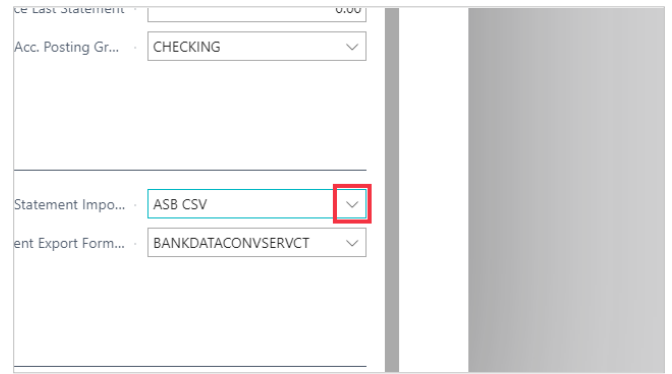 ce Last Statement
0.00
Acc. Posting Gr...
CHECKING
Statement Impo...
ASB CSV
ent Export Form...
BANKDATACONVSERVCT